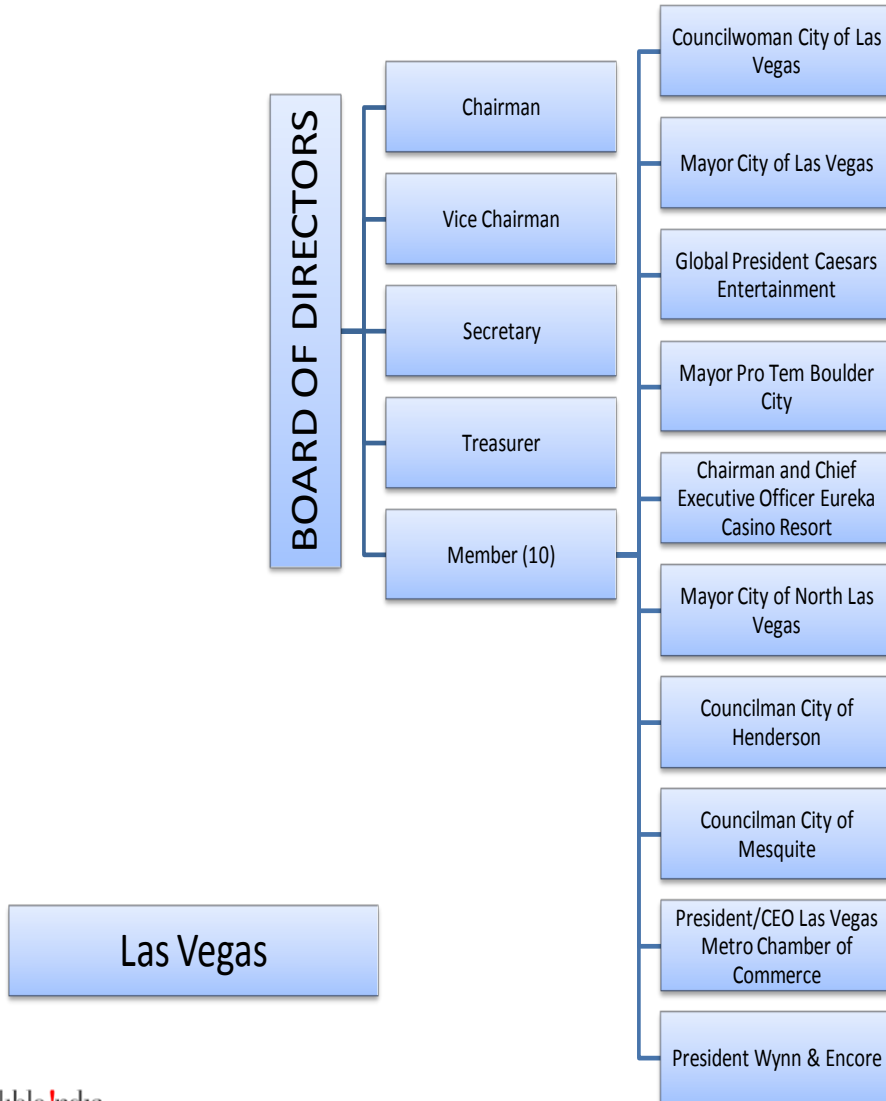 BOARD OF DIRECTORS
Chairman
Vice Chairman
Secretary
Treasurer
Member (10)
Councilwoman City of Las
Vegas
Mayor City of Las Vegas
Global President Caesars
Entertainment
Mayor Pro Tem Boulder
City
Chairman and Chief
Executive Officer Eureka
Casino Resort
Mayor City of North Las
Vegas
Councilman City of
Henderson
Councilman City of
Mesquite
President/CEO Las Vegas
Metro Chamber of
Commerce
President Wynn & Encore
Las Vegas